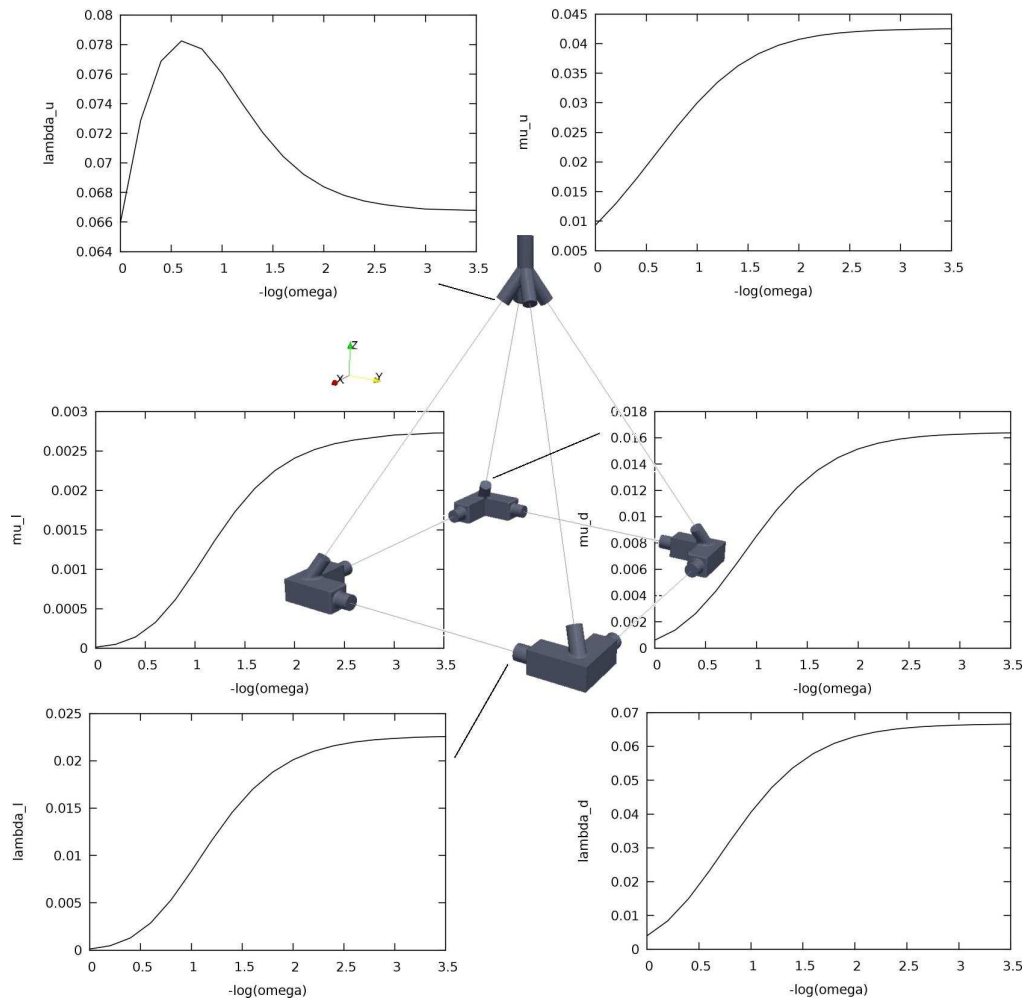 0.08
0.078
0.076
0.074
0.072
0.07
0.068
0.066
0.064
lambda_u
0 0.5 1 1.5 2 2.5 3 3.5
-log(omega)
0.045
0.04
0.035
0.03
0.025
0.02
0.015
0.01
0.005
mu_u
0 0.5 1 1.5 2 2.5 3 3.5
-log(omega)
Z
X
Y
0.003
0.0025
0.002
0.0015
0.001
0.0005
0
mu_l
0 0.5 1 1.5 2 2.5 3 3.5
-log(omega)
0.018
0.016
0.014
0.012
0.01
0.008
0.006
0.004
0.002
0
mu_d
0 0.5 1 1.5 2 2.5 3 3.5
-log(omega)
0.025
0.02
0.015
0.01
0.005
0
lambda_l
0 0.5 1 1.5 2 2.5 3 3.5
-log(omega)
0.07
0.06
0.05
0.04
0.03
0.02
0.01
0
lambda_d
0 0.5 1 1.5 2 2.5 3 3.5
-log(omega)